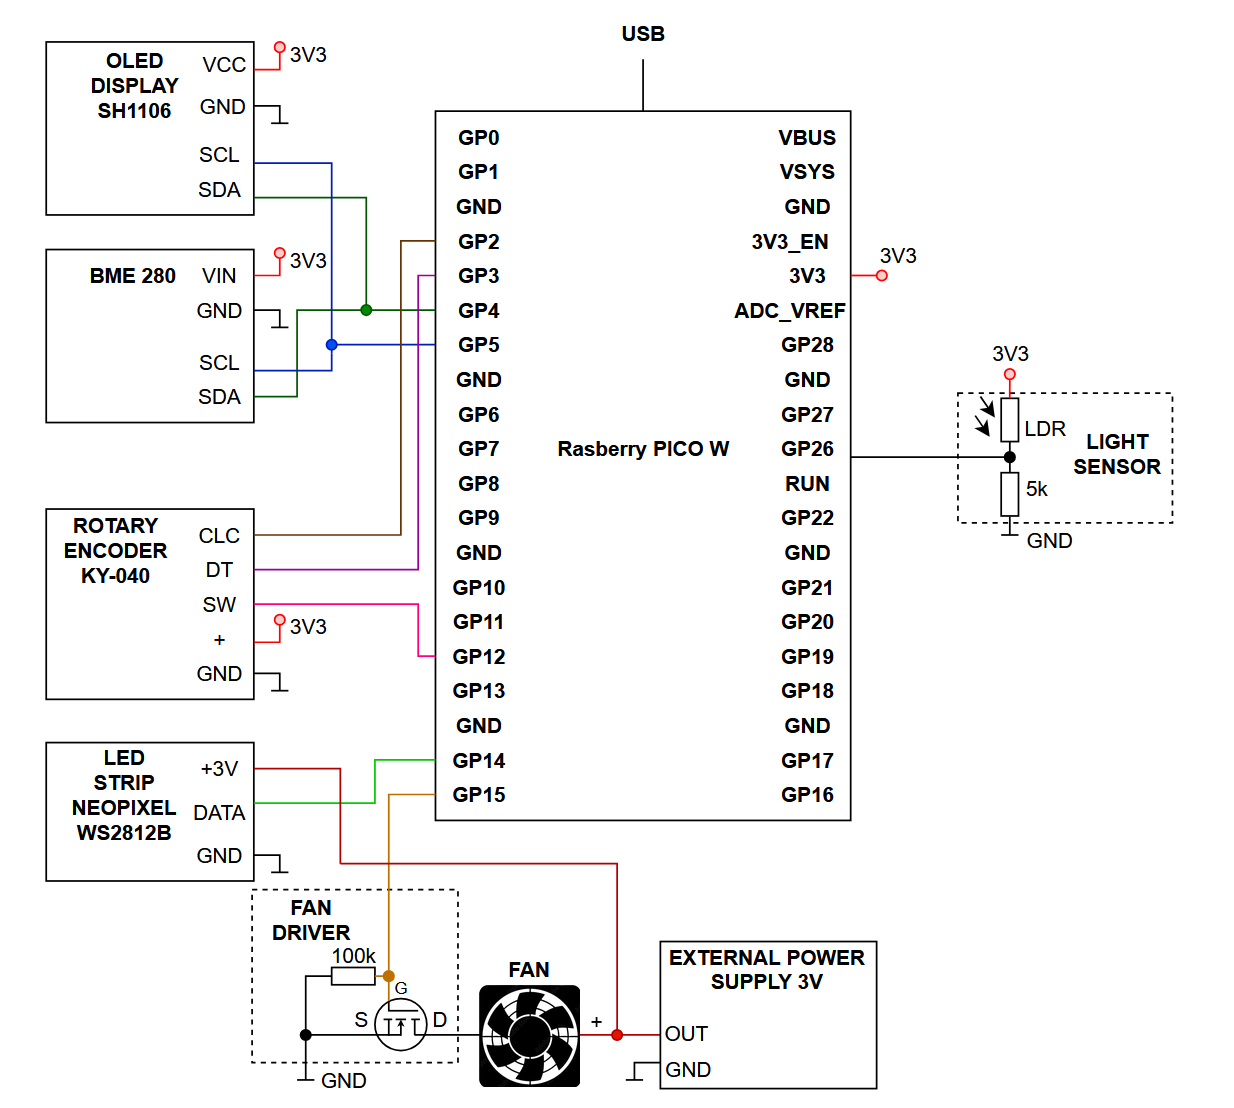 USB
OLED
DISPLAY
SH1106
VCC
3V3
GND
SCL
SDA
BME 280
VIN
3V3
GND
SCL
SDA
ROTARY
ENCODER
KY-040
CLC
DT
SW
+
3V3
GND
LED
STRIP
NEOPIXEL
WS2812B
+3V
DATA
GND
GP0
GP1
GND
GP2
GP3
GP4
GP5
GND
GP6
GP7
GP8
GP9
GND
GP10
GP11
GP12
GP13
GND
GP14
GP15
Rasberry PICO W
VBUS
VSYS
GND
3V3_EN
3V3
ADC_VREF
GP28
GND
GP27
GP26
RUN
GP22
GND
GP21
GP20
GP19
GP18
GND
GP17
GP16
3V3
3V3
LDR
5k
GND
LIGHT
SENSOR
FAN
DRIVER
100k
G
S
D
GND
FAN
+
EXTERNAL POWER
SUPPLY 3V
OUT
GND